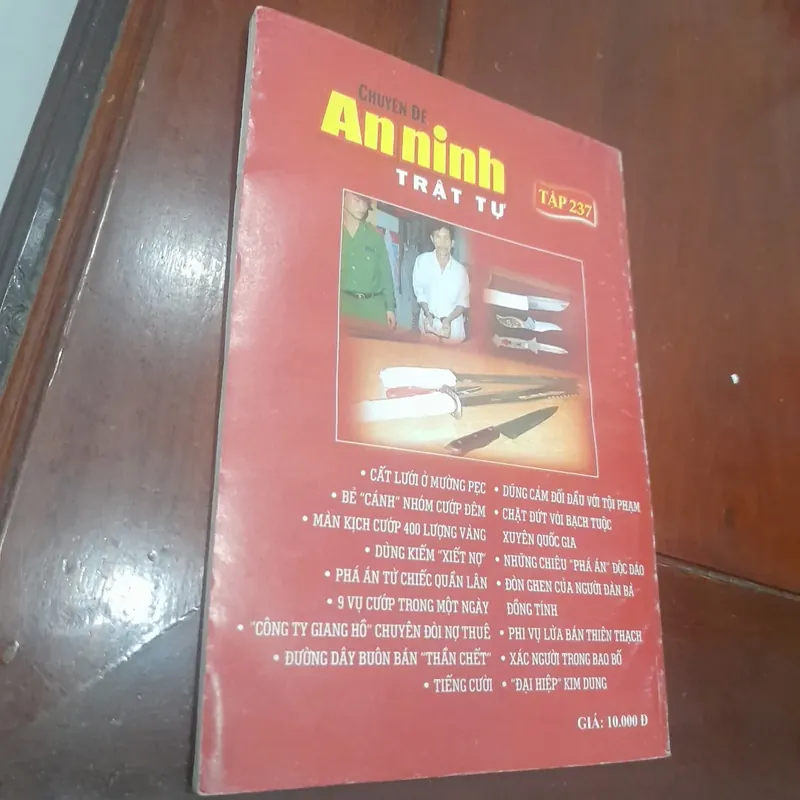 CHUYÊN ĐỀ
An ninh
TRẬT TỰ
TẬP 237
• CẤT LƯỚI Ở MƯỜNG PẸC
• BẺ "CÁNH" NHÓM CƯỚP ĐÊM
• MÀN KỊCH CƯỚP 400 LƯỢNG VÀNG
• DÙNG KIẾM "XIẾT NỢ"
• PHÁ ÁN TỪ CHIẾC QUẦN LÂN
• 9 VỤ CƯỚP TRONG MỘT NGÀY
• "CÔNG TY GIANG HỒ" CHUYÊN ĐÒI NỢ THUÊ
• ĐƯỜNG DÂY BUÔN BÁN "THẦN CHẾT"
• TIẾNG CƯỜI
• DŨNG CẢM ĐỐI ĐẦU VỚI TỘI PHẠM
• CHẶT ĐỨT VÒI BẠCH TUỘC
XUYÊN QUỐC GIA
• NHỮNG CHIÊU "PHÁ ÁN" ĐỘC ĐÁO
• ĐÒN GHEN CỦA NGƯỜI ĐÀN BÀ
ĐỒNG TÍNH
• PHI VỤ LỪA BÁN THIÊN THẠCH
• XÁC NGƯỜI TRONG BAO BỐ
• "ĐẠI HIỆP" KIM DUNG
GIÁ: 10.000 Đ